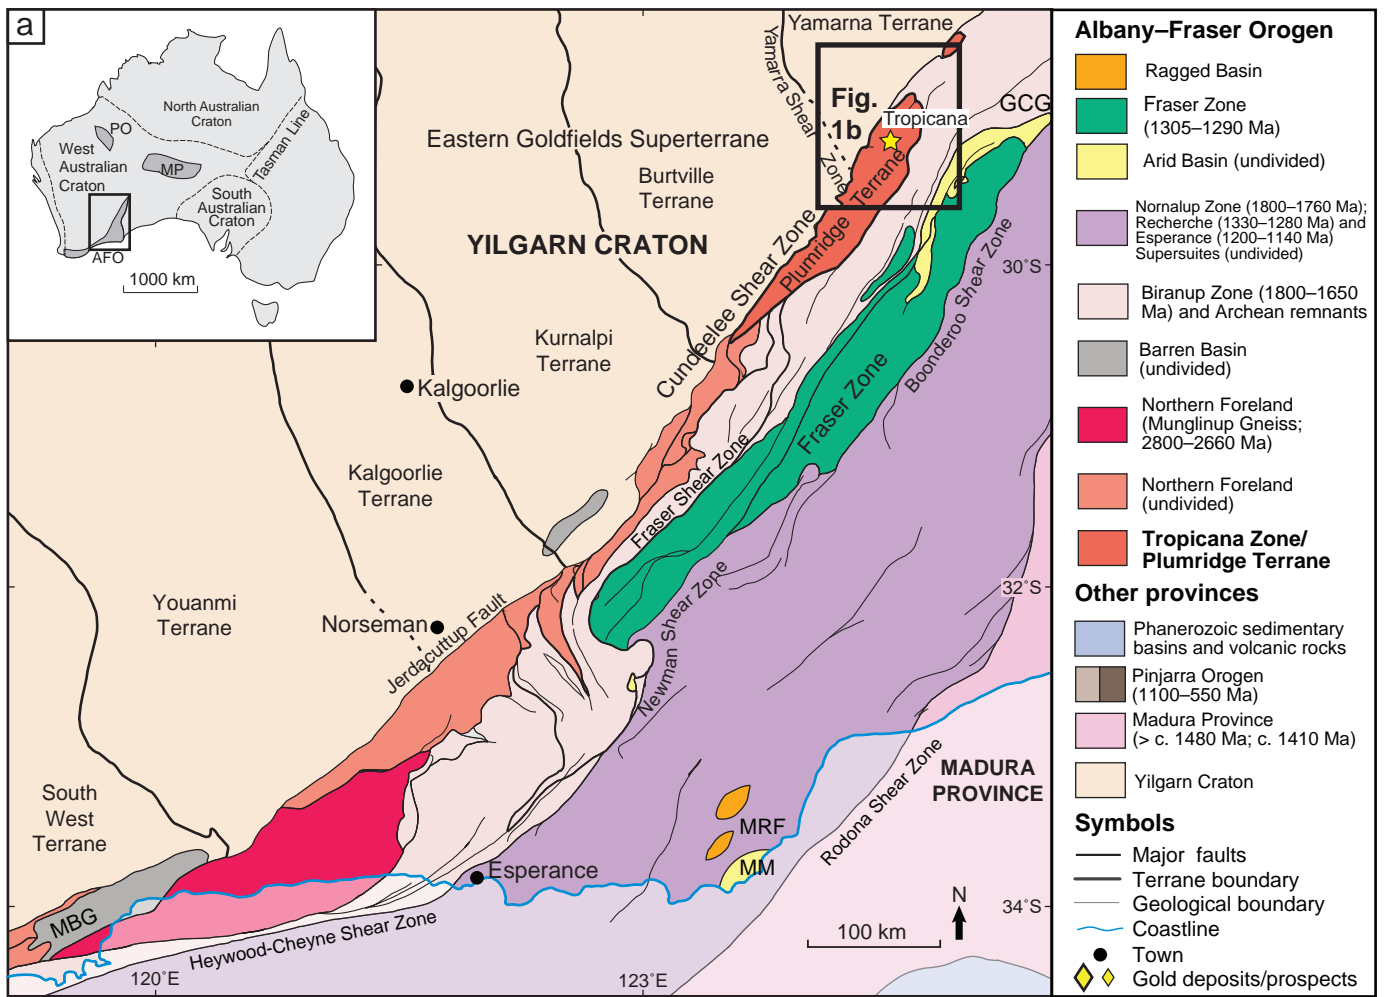 a
North Australian
Craton
PO
West
Australian
Craton
MP
Tasman Line
South
Australian
Craton
AFO
1000 km
Yamarna Terrane
Yamarra Shear
Zone
Fig.
1b
Tropicana
GCG
Eastern Goldfields Superterrane
Burtville
Terrane
YILGARN CRATON
Plumridge Terrane
Cundeelee Shear Zone
30°S
Boonderoo Shear Zone
Kurnalpi
Terrane
Kalgoorlie
Fraser Zone
Kalgoorlie
Terrane
Fraser Shear Zone
32°S
Youanmi
Terrane
Norseman
Jerdacuttup Fault
Newman Shear Zone
MADURA
PROVINCE
South
West
Terrane
MRF
Rodona Shear Zone
MM
Esperance
MBG
Heywood-Cheyne Shear Zone
N
34°S
100 km
120°E
123°E
Albany–Fraser Orogen
Ragged Basin
Fraser Zone
(1305–1290 Ma)
Arid Basin (undivided)
Nornalup Zone (1800–1760 Ma);
Recherche (1330–1280 Ma) and
Esperance (1200–1140 Ma)
Supersuites (undivided)
Biranup Zone (1800–1650
Ma) and Archean remnants
Barren Basin
(undivided)
Northern Foreland
(Munglinup Gneiss;
2800–2660 Ma)
Northern Foreland
(undivided)
Tropicana Zone/
Plumridge Terrane
Other provinces
Phanerozoic sedimentary
basins and volcanic rocks
Pinjarra Orogen
(1100–550 Ma)
Madura Province
(> c. 1480 Ma; c. 1410 Ma)
Yilgarn Craton
Symbols
Major faults
Terrane boundary
Geological boundary
Coastline
Town
Gold deposits/prospects